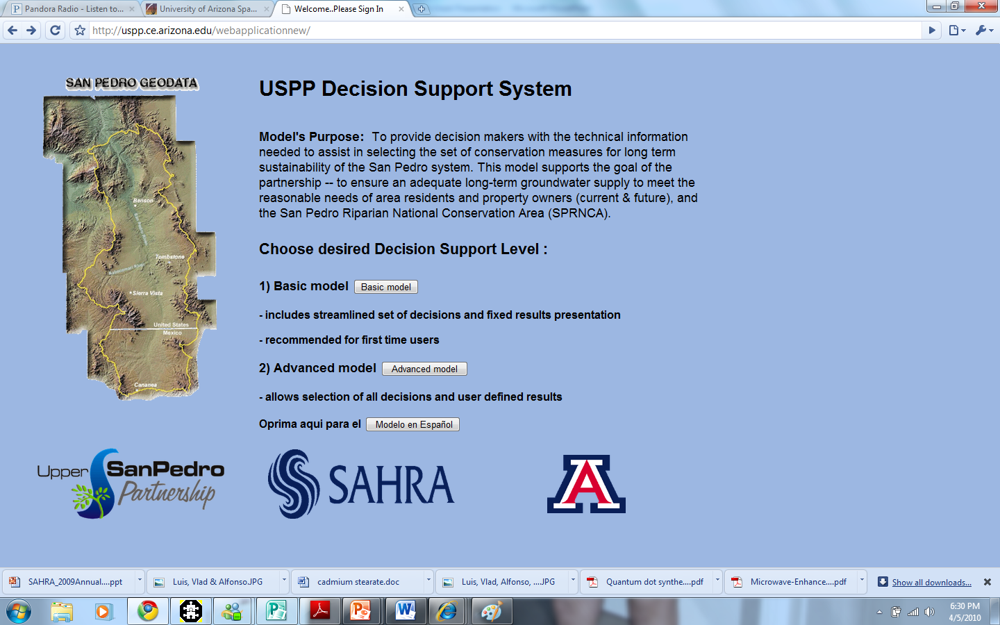 Pandora Radio - Listen to...
University of Arizona Spa...
Welcome..Please Sign In
http://uspp.ce.arizona.edu/webapplicationnew/
SAN PEDRO GEODATA
Benson
San Pedro River
Tombstone
Babocomari River
Sierra Vista
United States
Mexico
Cananea
USPP Decision Support System
Model's Purpose: To provide decision makers with the technical information
needed to assist in selecting the set of conservation measures for long term
sustainability of the San Pedro system. This model supports the goal of the
partnership -- to ensure an adequate long-term groundwater supply to meet the
reasonable needs of area residents and property owners (current & future), and
the San Pedro Riparian National Conservation Area (SPRNCA).
Choose desired Decision Support Level :
1) Basic model Basic model
- includes streamlined set of decisions and fixed results presentation
- recommended for first time users
2) Advanced model Advanced model
- allows selection of all decisions and user defined results
Oprima aqui para el Modelo en Español
Upper SanPedro
Partnership
SAHRA
A
SAHRA_2009Annual....ppt
Luis, Vlad & Alfonso.JPG
cadmium stearate.doc
Luis, Vlad, Alfonso, ....JPG
Quantum dot synthe....pdf
Microwave-Enhance....pdf
Show all downloads...
6:30 PM
4/5/2010